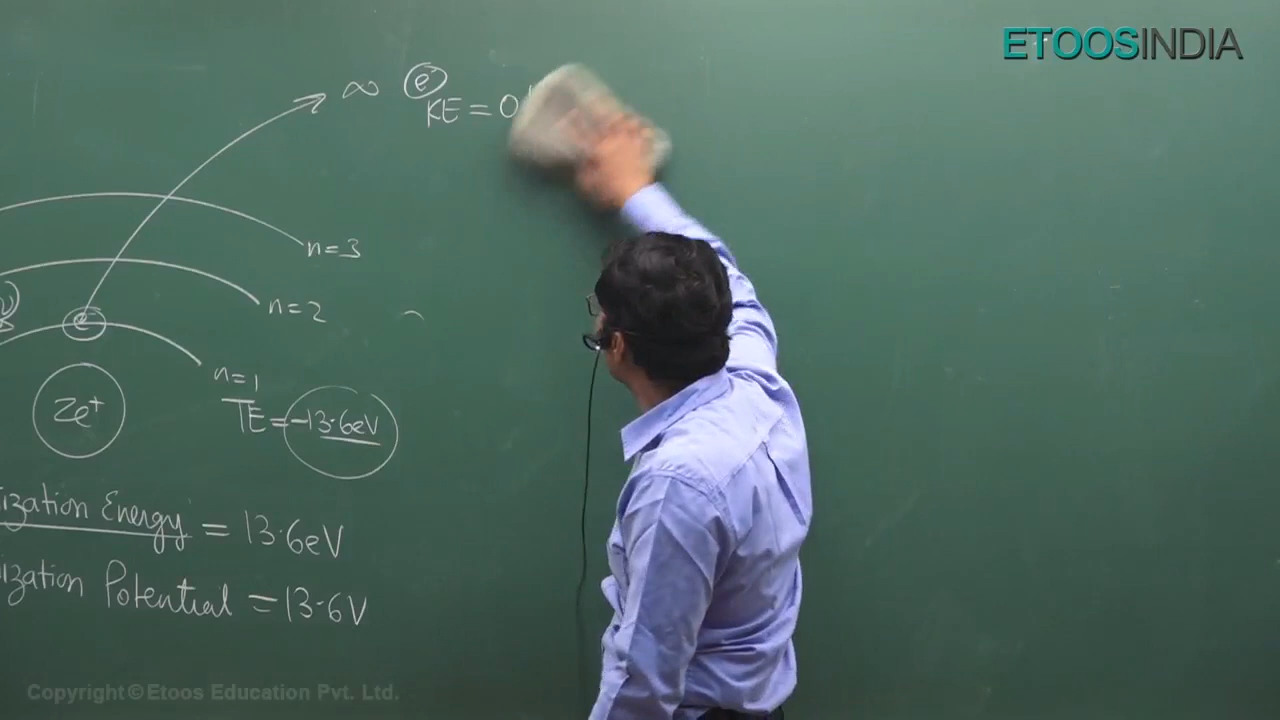 ETOOSINDIA
∞ e⁻
KE = 0
n=3
n=2
e⁻
n=1
Ze⁺
TE = -13.6eV
ization Energy = 13.6eV
ization Potential = 13.6V
Copyright © Etoos Education Pvt. Ltd.